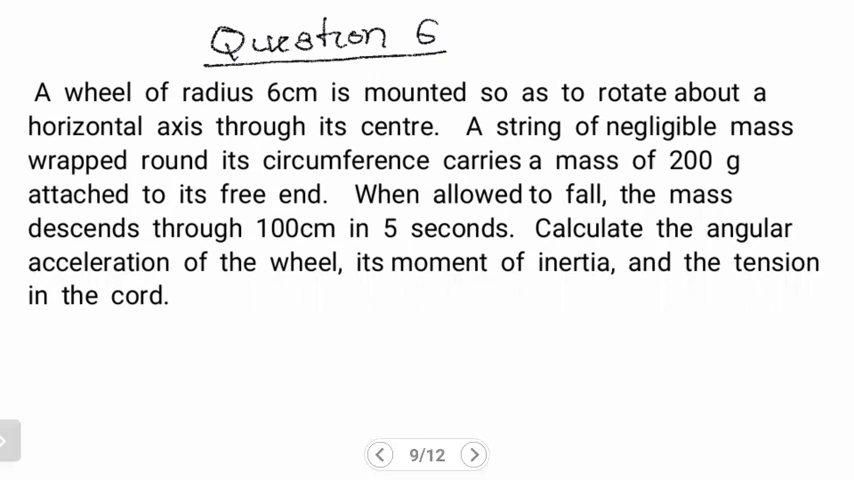 Question 6
A wheel of radius 6cm is mounted so as to rotate about a
horizontal axis through its centre. A string of negligible mass
wrapped round its circumference carries a mass of 200 g
attached to its free end. When allowed to fall, the mass
descends through 100cm in 5 seconds. Calculate the angular
acceleration of the wheel, its moment of inertia, and the tension
in the cord.
9/12